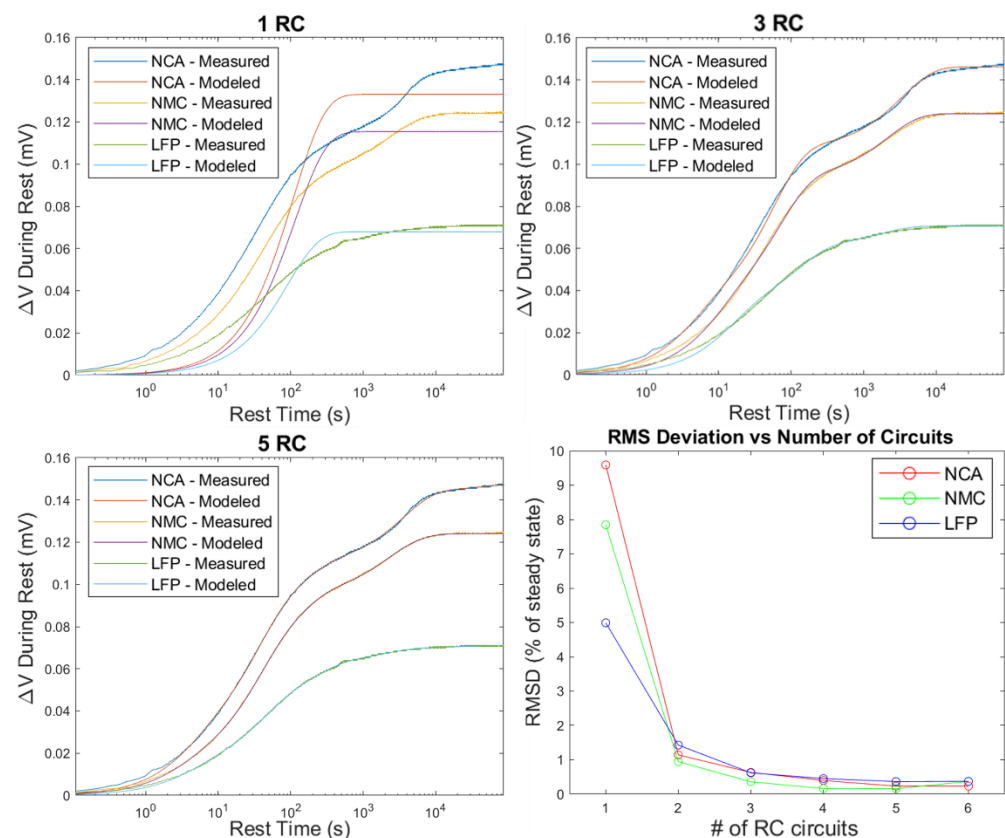 1 RC
0.16
0.14
0.12
0.1
0.08
0.06
0.04
0.02
0
ΔV During Rest (mV)
NCA - Measured
NCA - Modeled
NMC - Measured
NMC - Modeled
LFP - Measured
LFP - Modeled
10^0
10^1
10^2
10^3
10^4
Rest Time (s)
3 RC
0.16
0.14
0.12
0.1
0.08
0.06
0.04
0.02
0
ΔV During Rest (mV)
NCA - Measured
NCA - Modeled
NMC - Measured
NMC - Modeled
LFP - Measured
LFP - Modeled
10^0
10^1
10^2
10^3
10^4
Rest Time (s)
5 RC
0.16
0.14
0.12
0.1
0.08
0.06
0.04
0.02
0
ΔV During Rest (mV)
NCA - Measured
NCA - Modeled
NMC - Measured
NMC - Modeled
LFP - Measured
LFP - Modeled
10^0
10^1
10^2
10^3
10^4
Rest Time (s)
RMS Deviation vs Number of Circuits
10
9
8
7
6
5
4
3
2
1
0
RMSD (% of steady state)
NCA
NMC
LFP
1
2
3
4
5
6
# of RC circuits